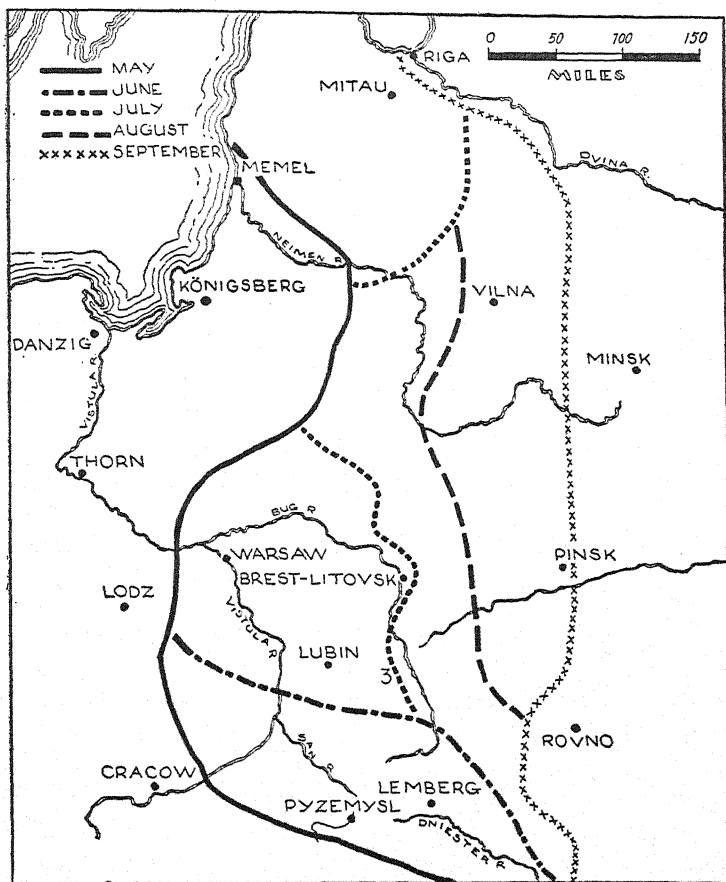 MAY
JUNE
JULY
AUGUST
SEPTEMBER
0 50 100 150
MILES
RIGA
MITAU
DVINA R.
MEMEL
NEIMEN R.
KÖNIGSBERG
VILNA
DANZIG
MINSK
VISTULA R.
THORN
BUG R
WARSAW
PINSK
BREST-LITOVSK
LODZ
VISTULA R
LUBIN
3
ROVNO
SAN R.
CRACOW
LEMBERG
PYZEMYSL
DNIESTER R